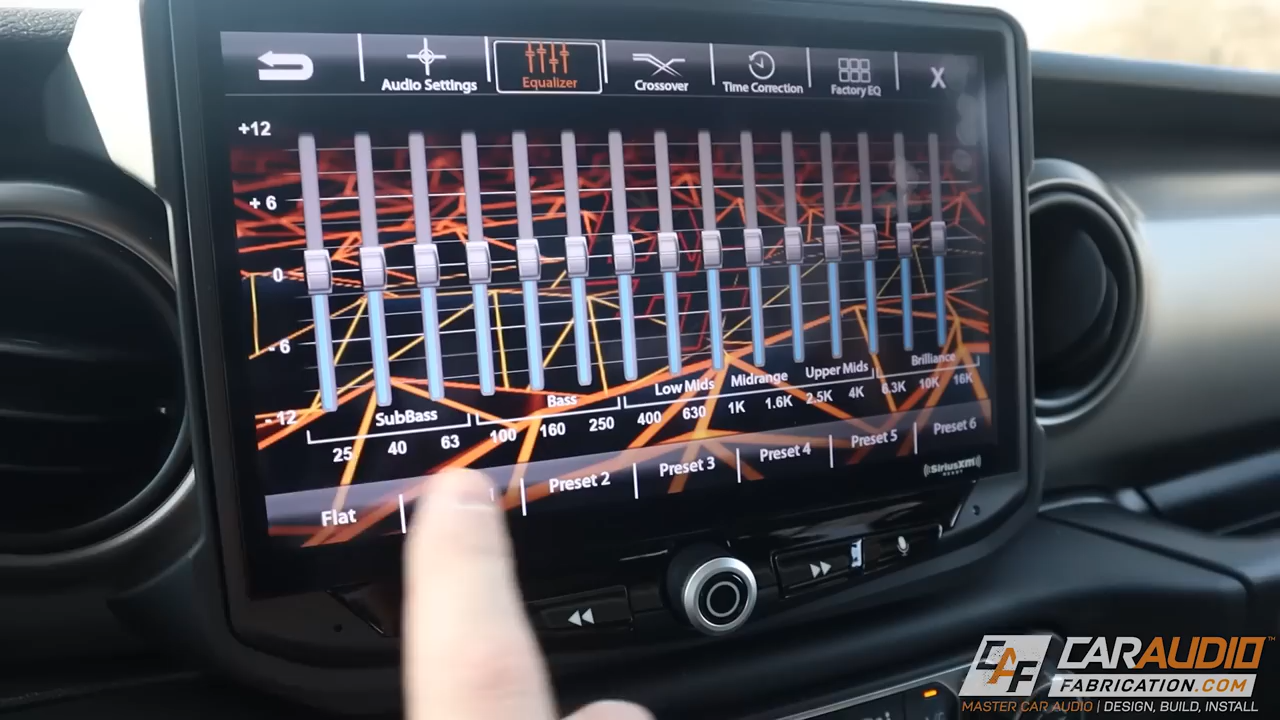 Audio Settings
Equalizer
Crossover
Time Correction
Factory EQ
X
+12
+ 6
0
- 6
- 12
SubBass
Bass
Low Mids
Midrange
Upper Mids
Brilliance
25 40 63 100 160 250 400 630 1K 1.6K 2.5K 4K 6.3K 10K 16K
Flat
Preset 2
Preset 3
Preset 4
Preset 5
Preset 6
((SiriusXM))
READY
CAF
CARAUDIO™
FABRICATION.COM
MASTER CAR AUDIO | DESIGN, BUILD, INSTALL